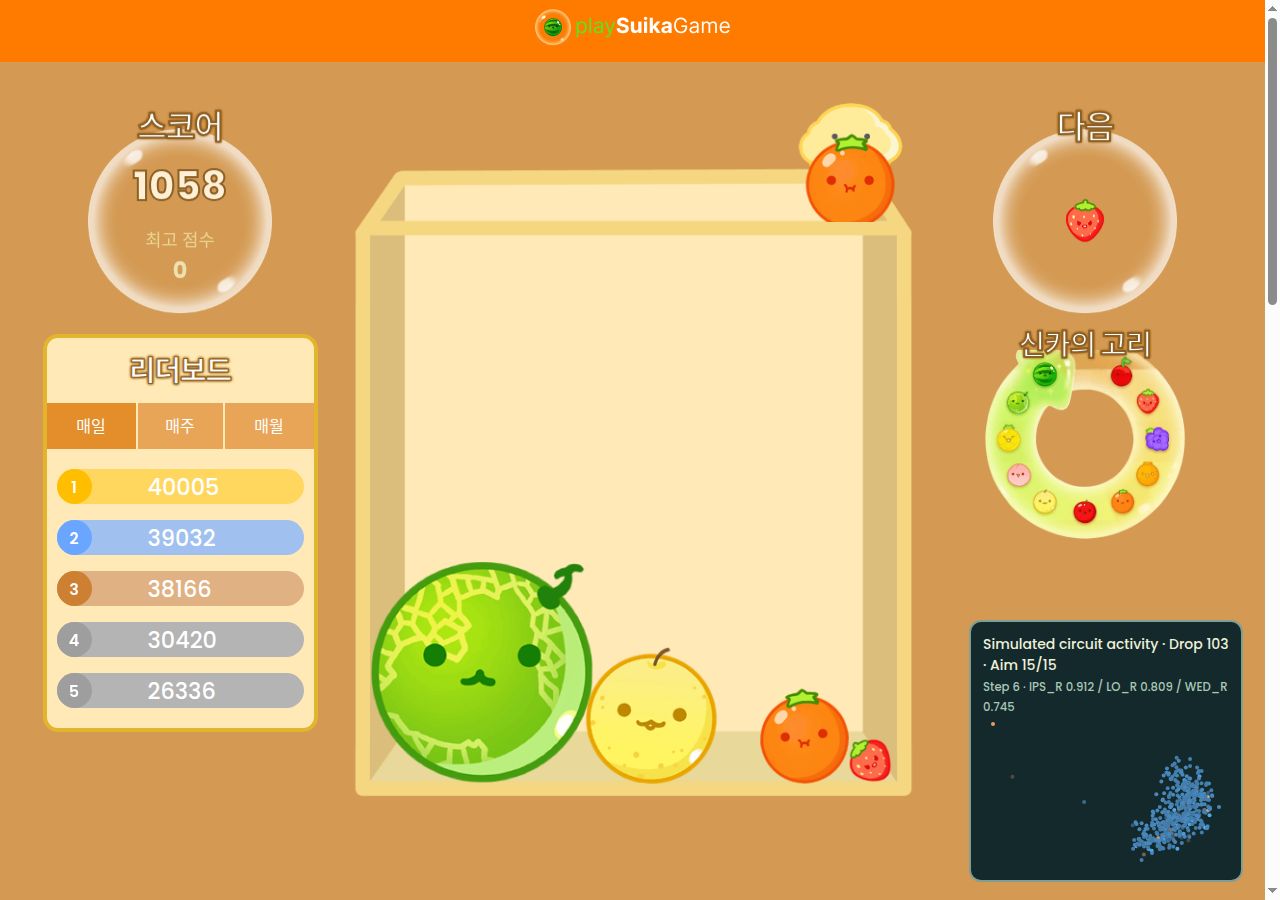 playSuikaGame
스코어
1058
최고 점수
0
다음
신카의 고리
리더보드
매일 매주 매월
1 40005
2 39032
3 38166
4 30420
5 26336
Simulated circuit activity · Drop 103
· Aim 15/15
Step 6 · IPS_R 0.912 / LO_R 0.809 / WED_R
0.745